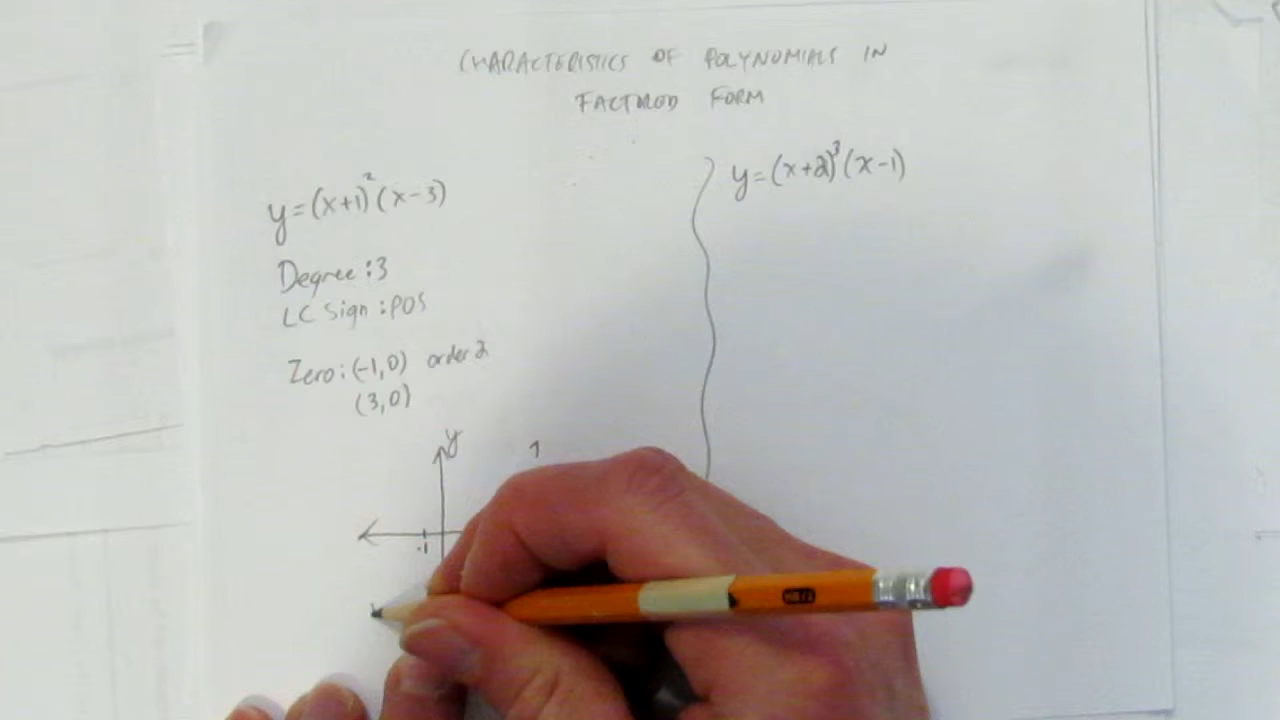 CHARACTERISTICS OF POLYNOMIALS IN
FACTORED FORM
y=(x+1)²(x-3)
Degree:3
LC Sign:POS
Zero:(-1,0) order 2
(3,0)
y
-1
y=(x+2)³(x-1)